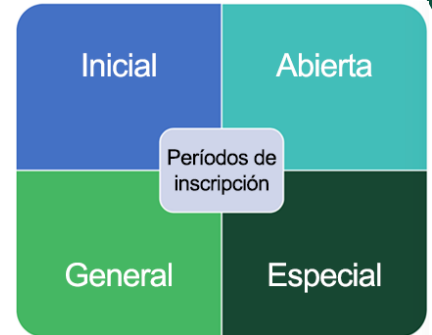 Inicial
Abierta
Períodos de
inscripción
General
Especial